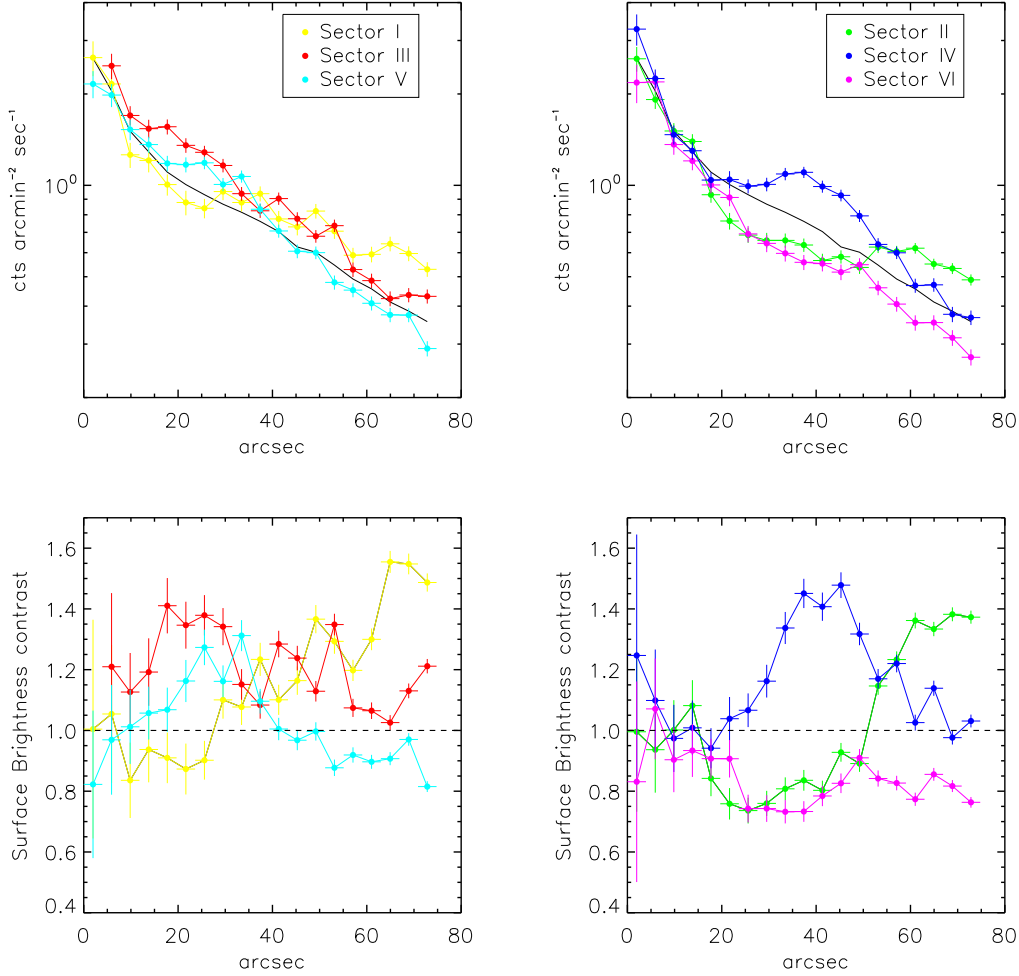 Sector I
Sector III
Sector V
cts arcmin⁻² sec⁻¹
10⁰
0 20 40 60 80
arcsec
Sector II
Sector IV
Sector VI
cts arcmin⁻² sec⁻¹
10⁰
0 20 40 60 80
arcsec
Surface Brightness contrast
1.6
1.4
1.2
1.0
0.8
0.6
0.4
0 20 40 60 80
arcsec
Surface Brightness contrast
1.6
1.4
1.2
1.0
0.8
0.6
0.4
0 20 40 60 80
arcsec